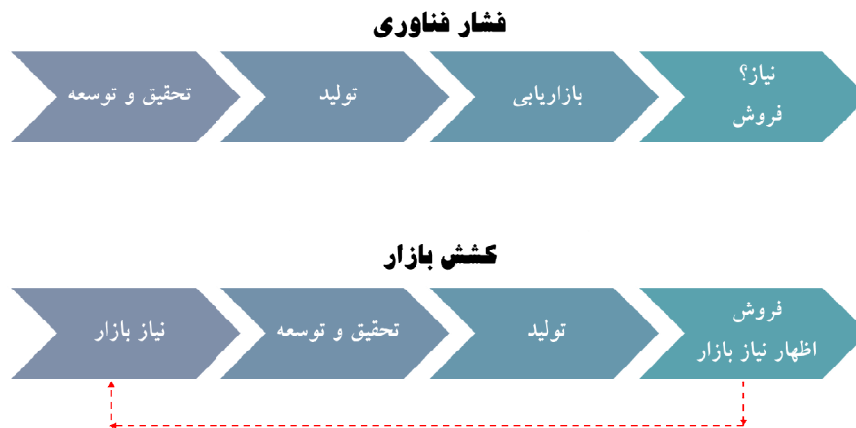 فشار فناوری
تحقیق و توسعه
تولید
بازاریابی
نیاز؟
فروش
کشش بازار
نیاز بازار
تحقیق و توسعه
تولید
فروش
اظهار نیاز بازار